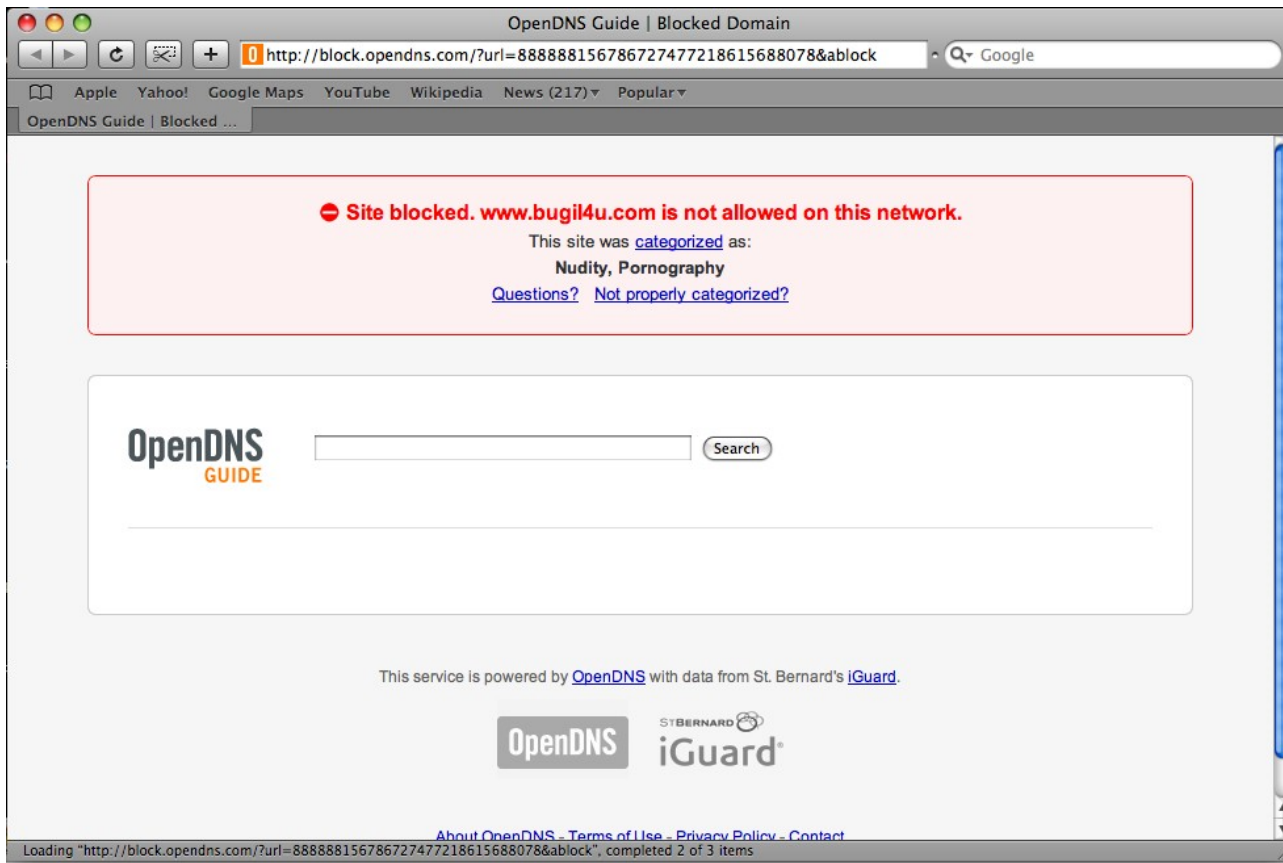 OpenDNS Guide | Blocked Domain
http://block.opendns.com/?url=88888815678672747721861568​8078&ablock
Google
Apple Yahoo! Google Maps YouTube Wikipedia News (217) Popular
OpenDNS Guide | Blocked ...
Site blocked. www.bugil4u.com is not allowed on this network.
This site was categorized as:
Nudity, Pornography
Questions? Not properly categorized?
OpenDNS
GUIDE
Search
This service is powered by OpenDNS with data from St. Bernard's iGuard.
OpenDNS
STBERNARD
iGuard®
About OpenDNS - Terms of Use - Privacy Policy - Contact
Loading "http://block.opendns.com/?url=888888156786727477218615688078&ablock", completed 2 of 3 items